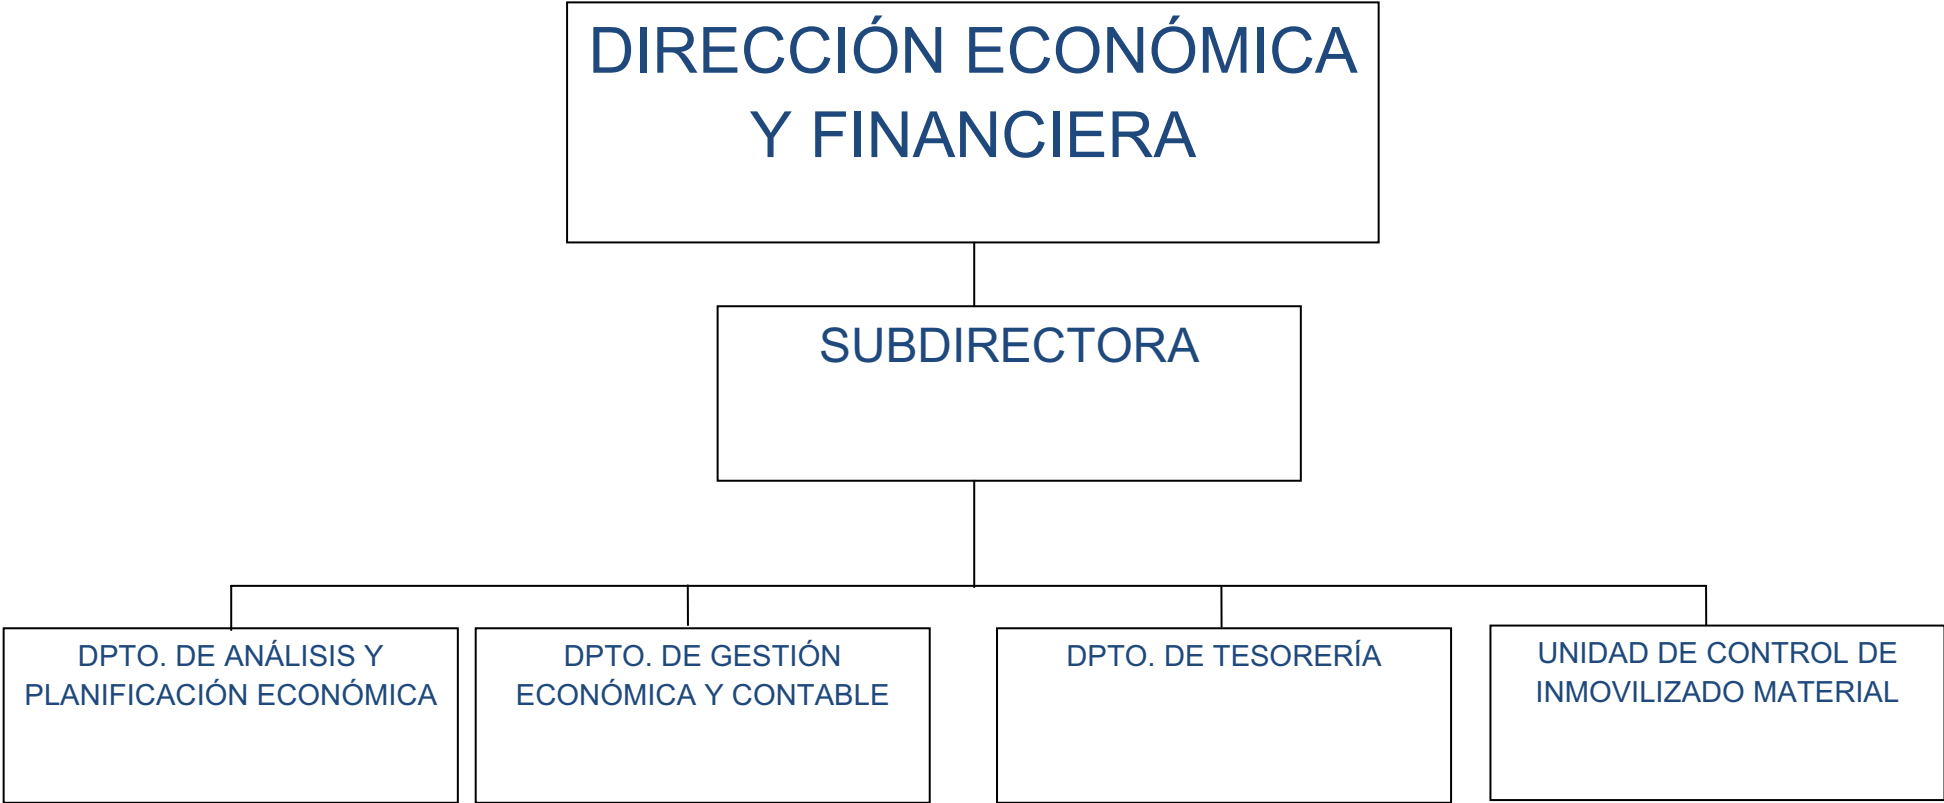 DIRECCIÓN ECONÓMICA
Y FINANCIERA
SUBDIRECTORA
DPTO. DE ANÁLISIS Y
PLANIFICACIÓN ECONÓMICA
DPTO. DE GESTIÓN
ECONÓMICA Y CONTABLE
DPTO. DE TESORERÍA
UNIDAD DE CONTROL DE
INMOVILIZADO MATERIAL